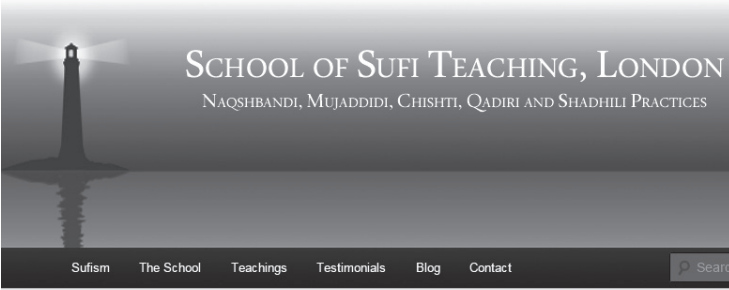 School of Sufi Teaching, London
Naqshbandi, Mujaddidi, Chishti, Qadiri and Shadhili Practices
Sufism The School Teachings Testimonials Blog Contact